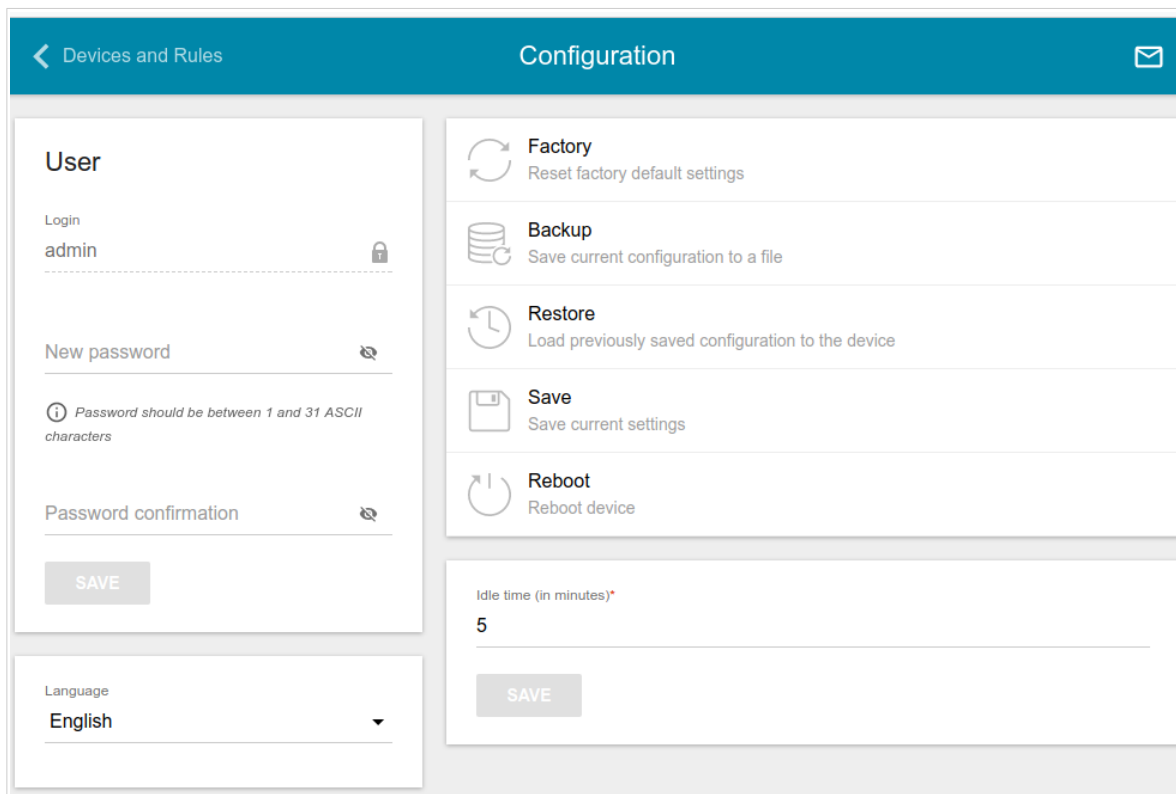 Devices and Rules
Configuration
User
Login
admin
New password
Password should be between 1 and 31 ASCII
characters
Password confirmation
SAVE
Language
English
Factory
Reset factory default settings
Backup
Save current configuration to a file
Restore
Load previously saved configuration to the device
Save
Save current settings
Reboot
Reboot device
Idle time (in minutes)*
5
SAVE